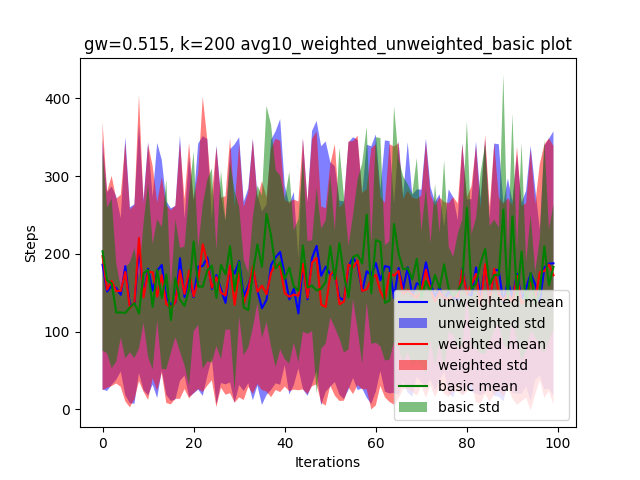 gw=0.515, k=200 avg10_weighted_unweighted_basic plot
400
300
200
100
0
Steps
unweighted mean
unweighted std
weighted mean
weighted std
basic mean
basic std
0 20 40 60 80 100
Iterations